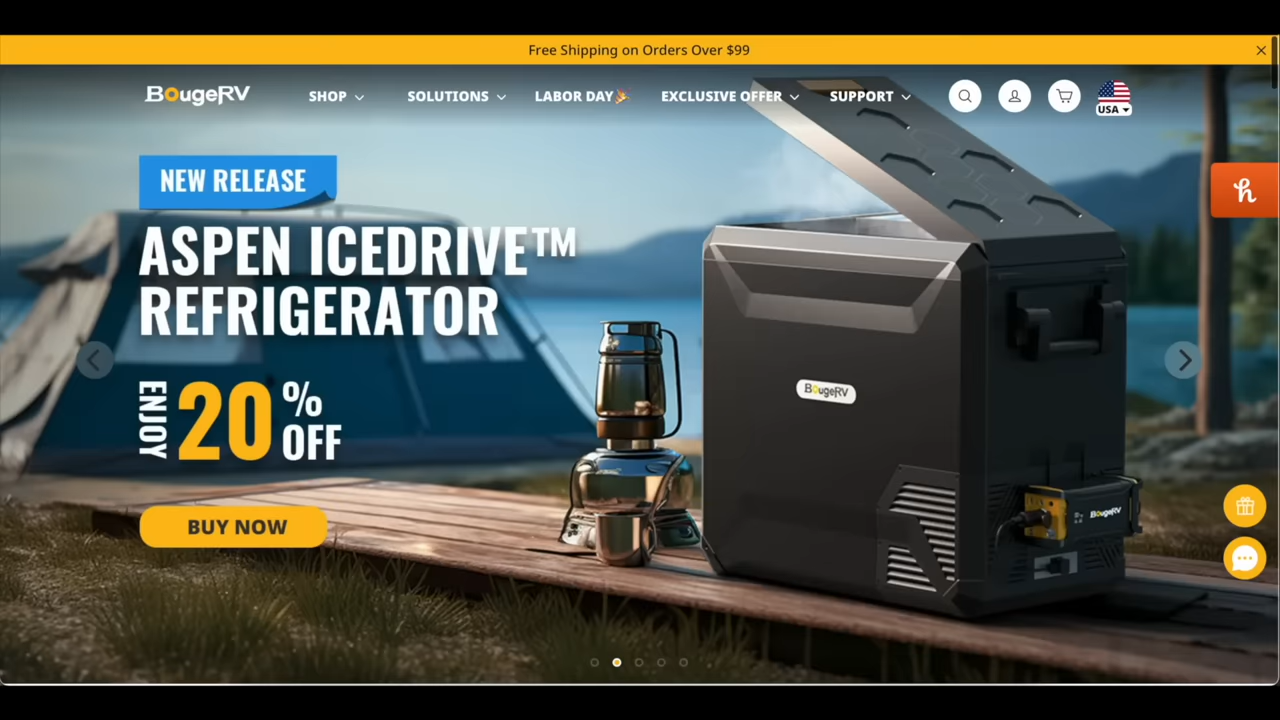 Free Shipping on Orders Over $99
BougeRV
SHOP
SOLUTIONS
LABOR DAY🎉
EXCLUSIVE OFFER
SUPPORT
USA
NEW RELEASE
ASPEN ICEDRIVE™
REFRIGERATOR
ENJOY
20
%
OFF
BUY NOW
BougeRV
BougeRV